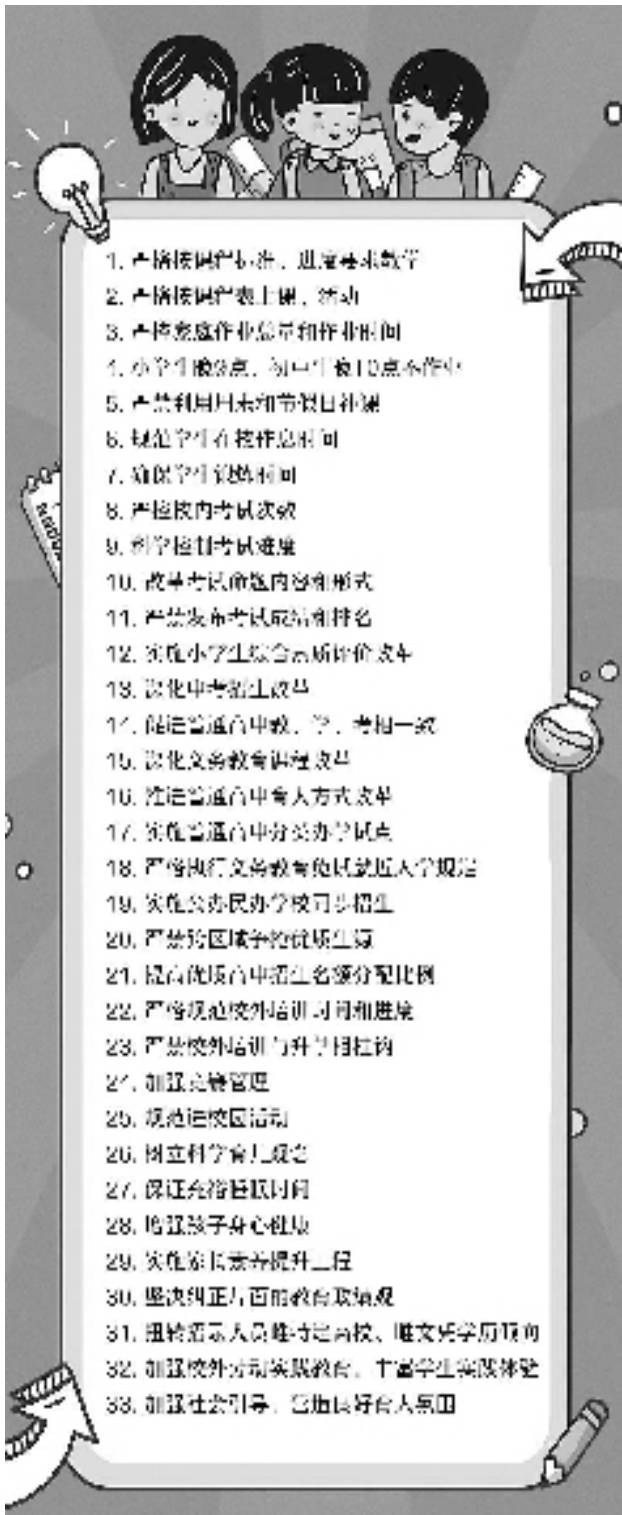 1. 严格按课程标准、进度要求教学
2. 严格按课程表上课、活动
3. 严控家庭作业总量和作业时间
4. 小学生晚9点、初中生晚10点不作业
5. 严禁利用周末和节假日补课
6. 规范学生在校作息时间
7. 确保学生锻炼时间
8. 严控校内考试次数
9. 科学控制考试难度
10. 改革考试命题内容和形式
11. 严禁发布考试成绩和排名
12. 实施小学生综合素质评价改革
13. 深化中考招生改革
14. 促进普通高中教、学、考相一致
15. 深化义务教育课程改革
16. 推进普通高中育人方式改革
17. 实施普通高中分类办学试点
18. 严格执行义务教育免试就近入学规定
19. 实施公办民办学校同步招生
20. 严禁跨区域争抢优质生源
21. 提高优质高中招生名额分配比例
22. 严格规范校外培训时间和进度
23. 严禁校外培训与升学相挂钩
24. 加强竞赛管理
25. 规范进校园活动
26. 树立科学育儿观念
27. 保证充裕睡眠时间
28. 增强孩子身心健康
29. 实施家长素养提升工程
30. 坚决纠正片面的教育政绩观
31. 扭转招录人员唯特定高校、唯文凭学历倾向
32. 加强校外劳动实践教育，丰富学生实践体验
33. 加强社会引导，营造良好育人氛围